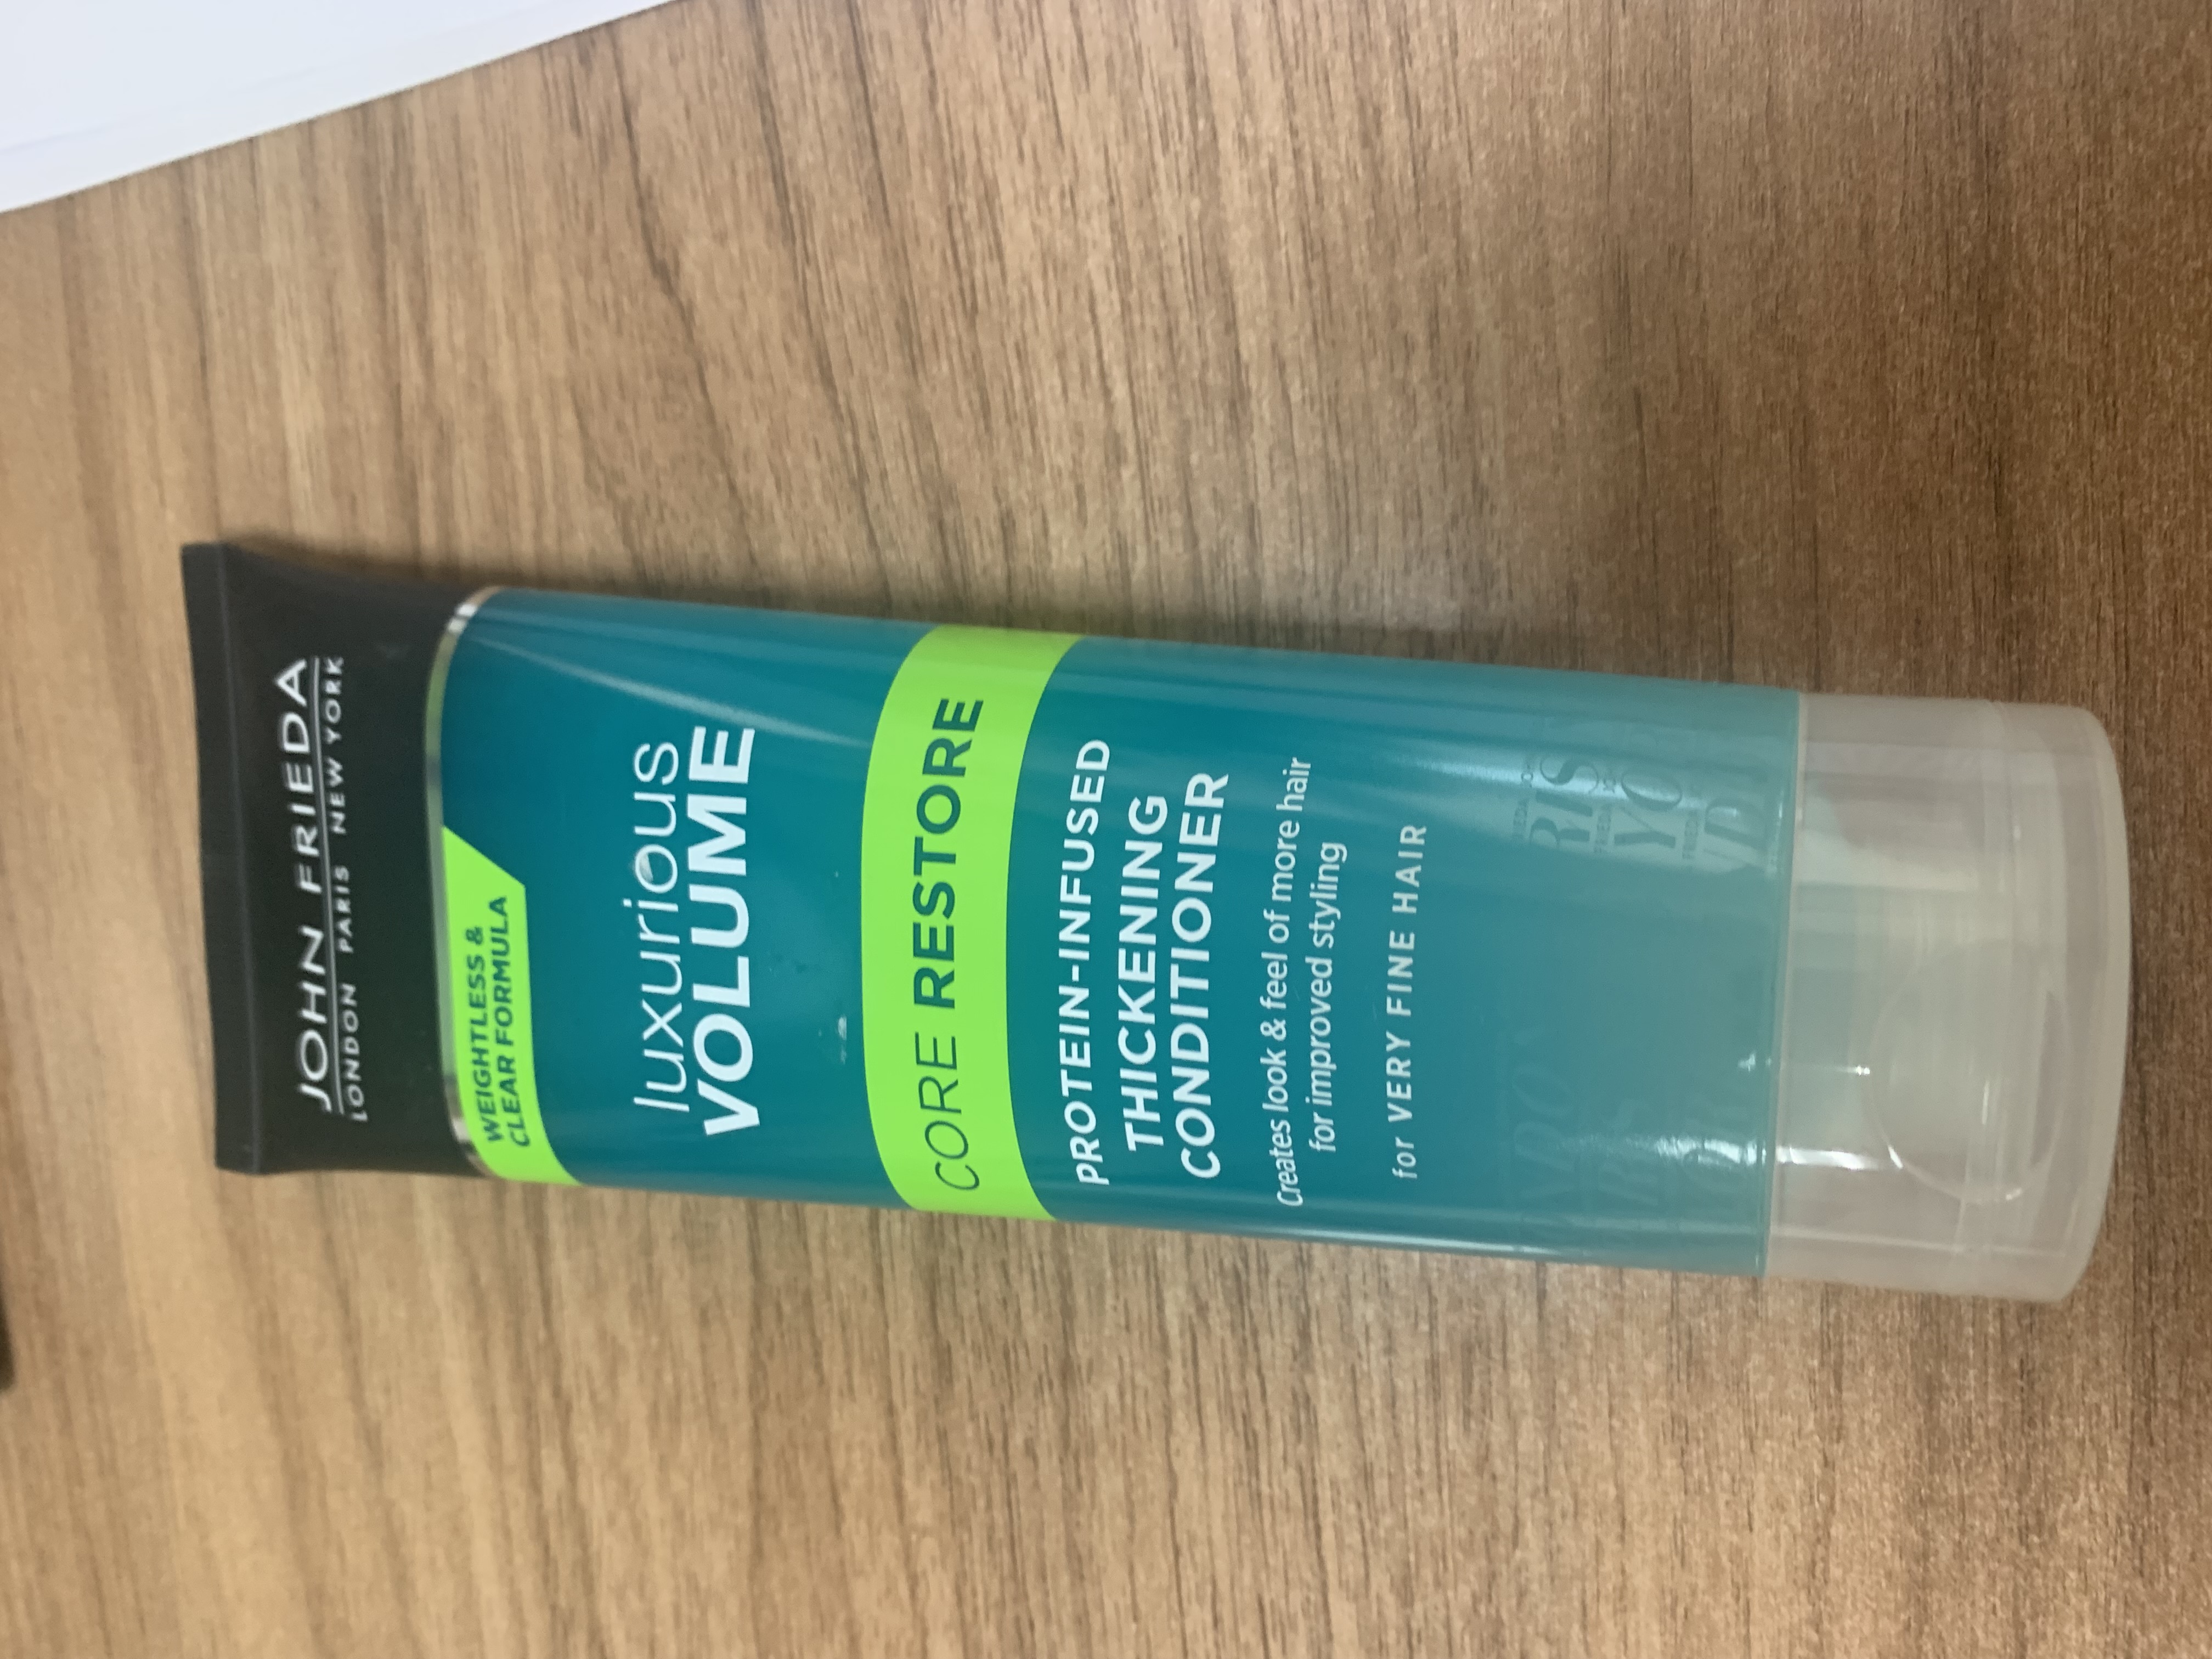 JOHN FRIEDA
LONDON PARIS NEW YORK
WEIGHTLESS &
CLEAR FORMULA
luxurious
VOLUME
CORE RESTORE
PROTEIN-INFUSED
THICKENING
CONDITIONER
Creates look & feel of more hair
for improved styling
for VERY FINE HAIR